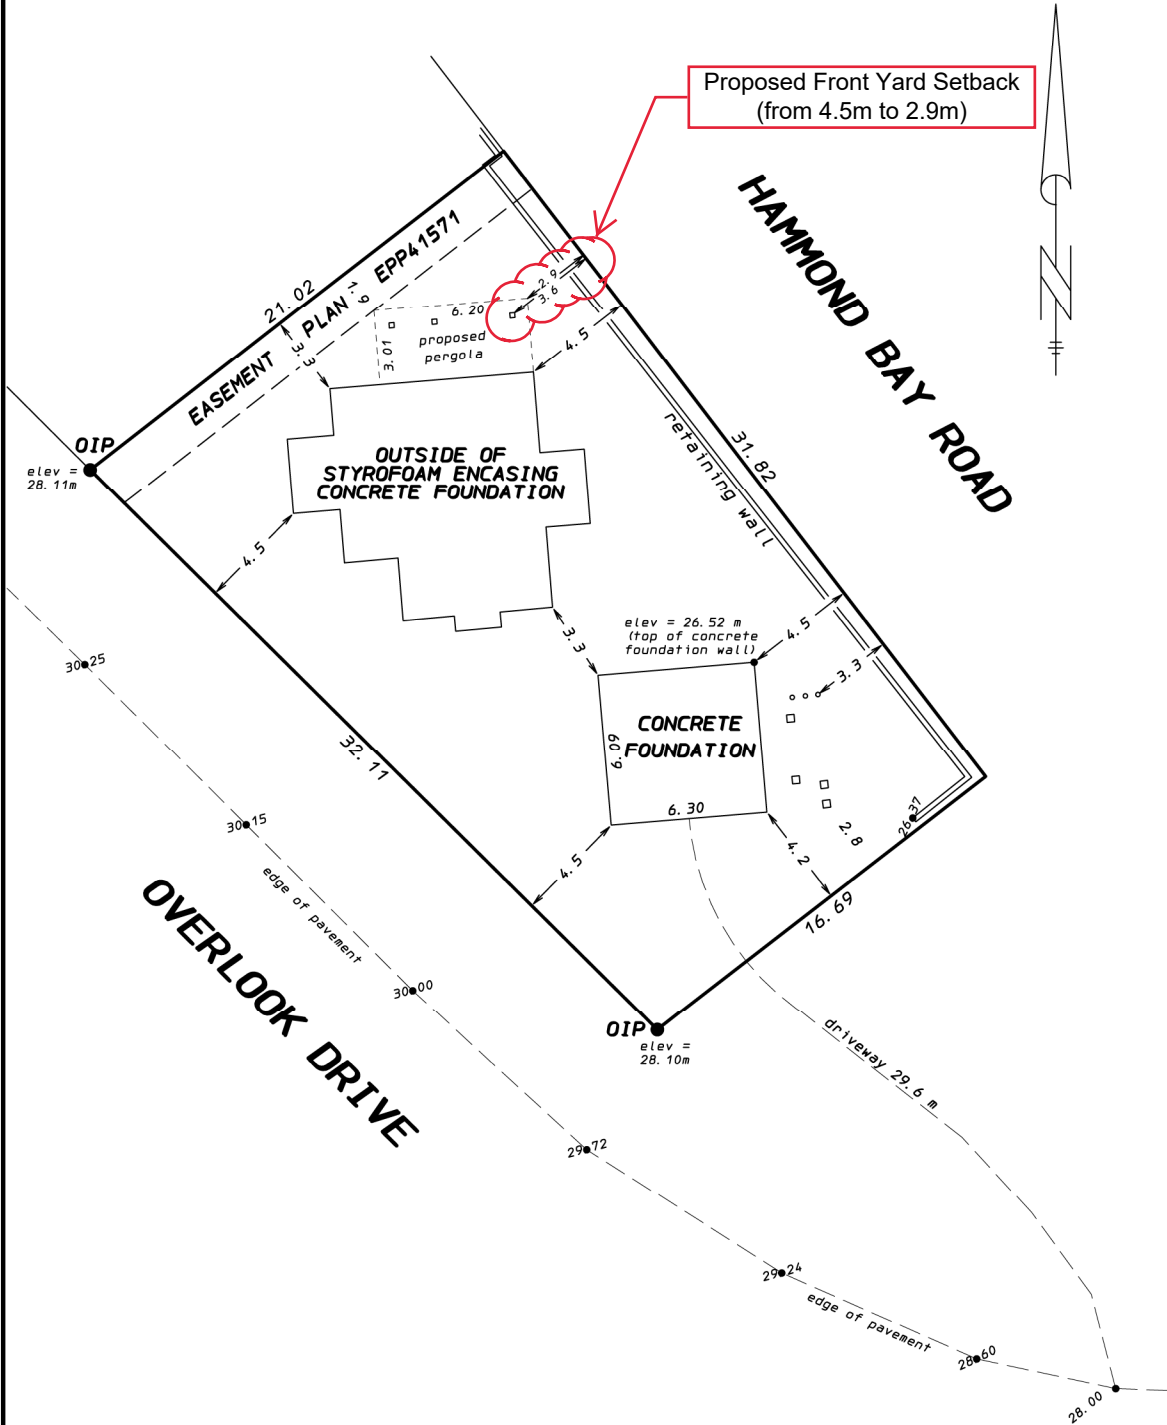 Proposed Front Yard Setback
(from 4.5m to 2.9m)
HAMMOND BAY ROAD
21.02
EASEMENT PLAN EPP41571
1.9
3.3
6.20
3.01
proposed
pergola
2.9
3.6
4.5
31.82
retaining wall
OIP
elev =
28.11m
OUTSIDE OF
STYROFOAM ENCASING
CONCRETE FOUNDATION
4.5
3.3
elev = 26.52 m
(top of concrete
foundation wall)
4.5
3.3
30.25
CONCRETE
FOUNDATION
6.09
6.30
32.11
2.8
26.37
4.2
4.5
16.69
30.15
edge of pavement
OVERLOOK DRIVE
30.00
OIP
elev =
28.10m
driveway 29.6 m
29.72
29.24
edge of pavement
28.60
28.00
N